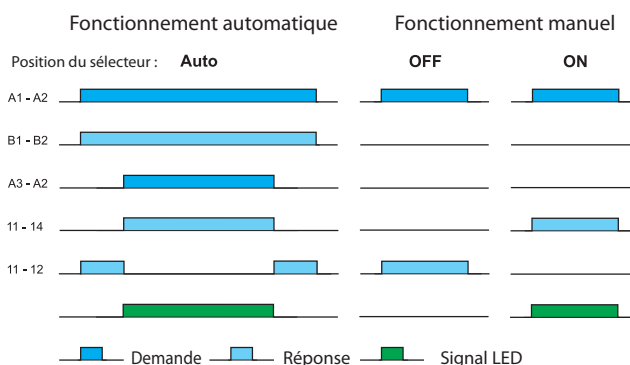 Fonctionnement automatique Fonctionnement manuel
Position du sélecteur : Auto OFF ON
A1 - A2
B1 - B2
A3 - A2
11 - 14
11 - 12
Demande Réponse Signal LED